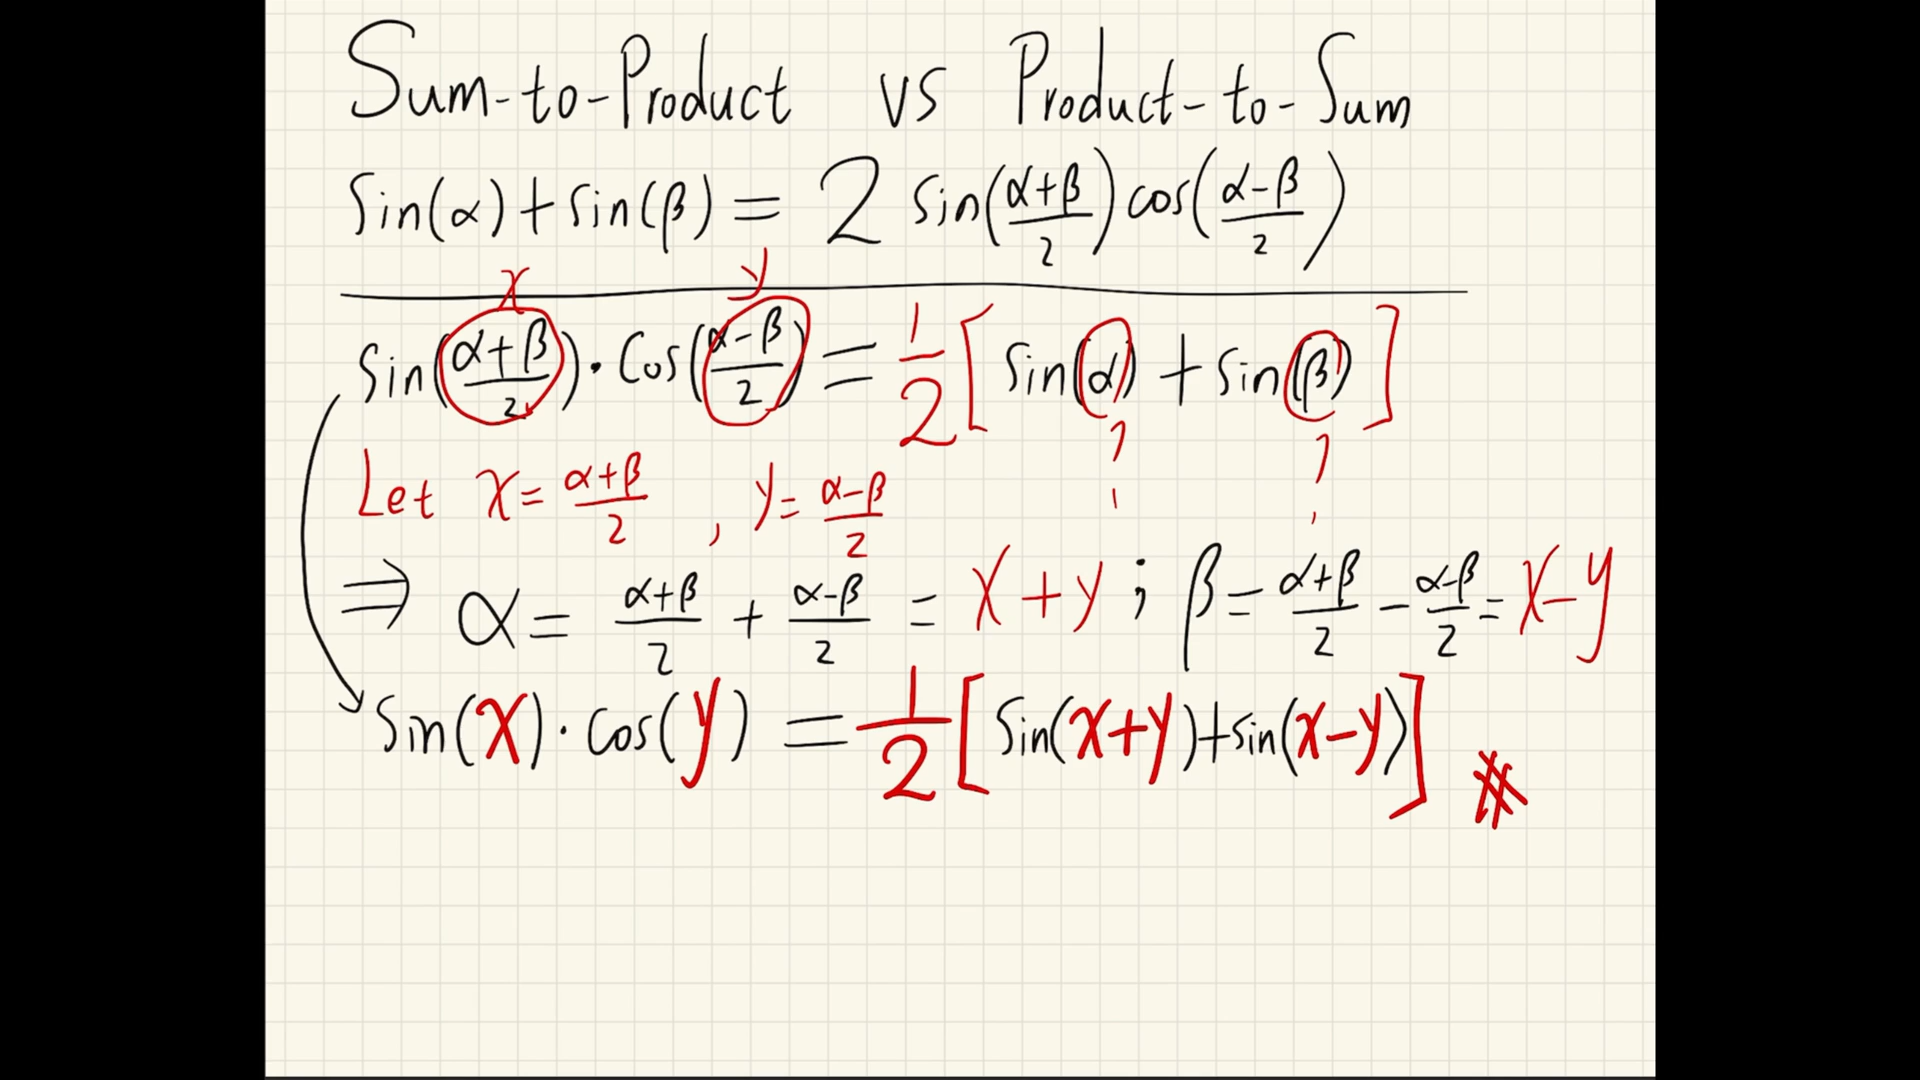 Sum-to-Product vs Product-to-Sum
Sin(α)+sin(β) = 2 sin((α+β)/2) cos((α-β)/2)
x y
Sin((α+β)/2) · Cos((α-β)/2) = 1/2 [ sin(α) + sin(β) ]
? ?
Let x = (α+β)/2 , y = (α-β)/2
⇒ α = (α+β)/2 + (α-β)/2 = x+y ; β = (α+β)/2 - (α-β)/2 = x-y
Sin(x) · cos(y) = 1/2 [ Sin(x+y)+sin(x-y) ]